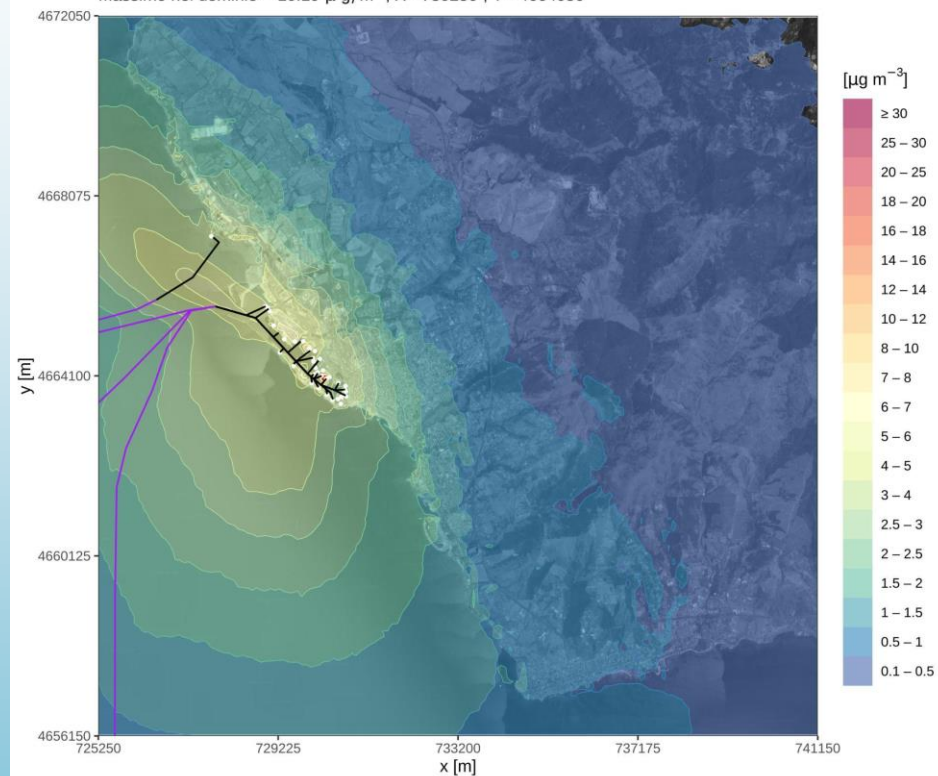 4672050
[µg m⁻³]
≥ 30
25 – 30
20 – 25
4668075
18 – 20
16 – 18
14 – 16
12 – 14
10 – 12
8 – 10
y [m]
4664100
7 – 8
6 – 7
5 – 6
4 – 5
3 – 4
2.5 – 3
4660125
2 – 2.5
1.5 – 2
1 – 1.5
0.5 – 1
0.1 – 0.5
4656150
725250 729225 733200 737175 741150
x [m]